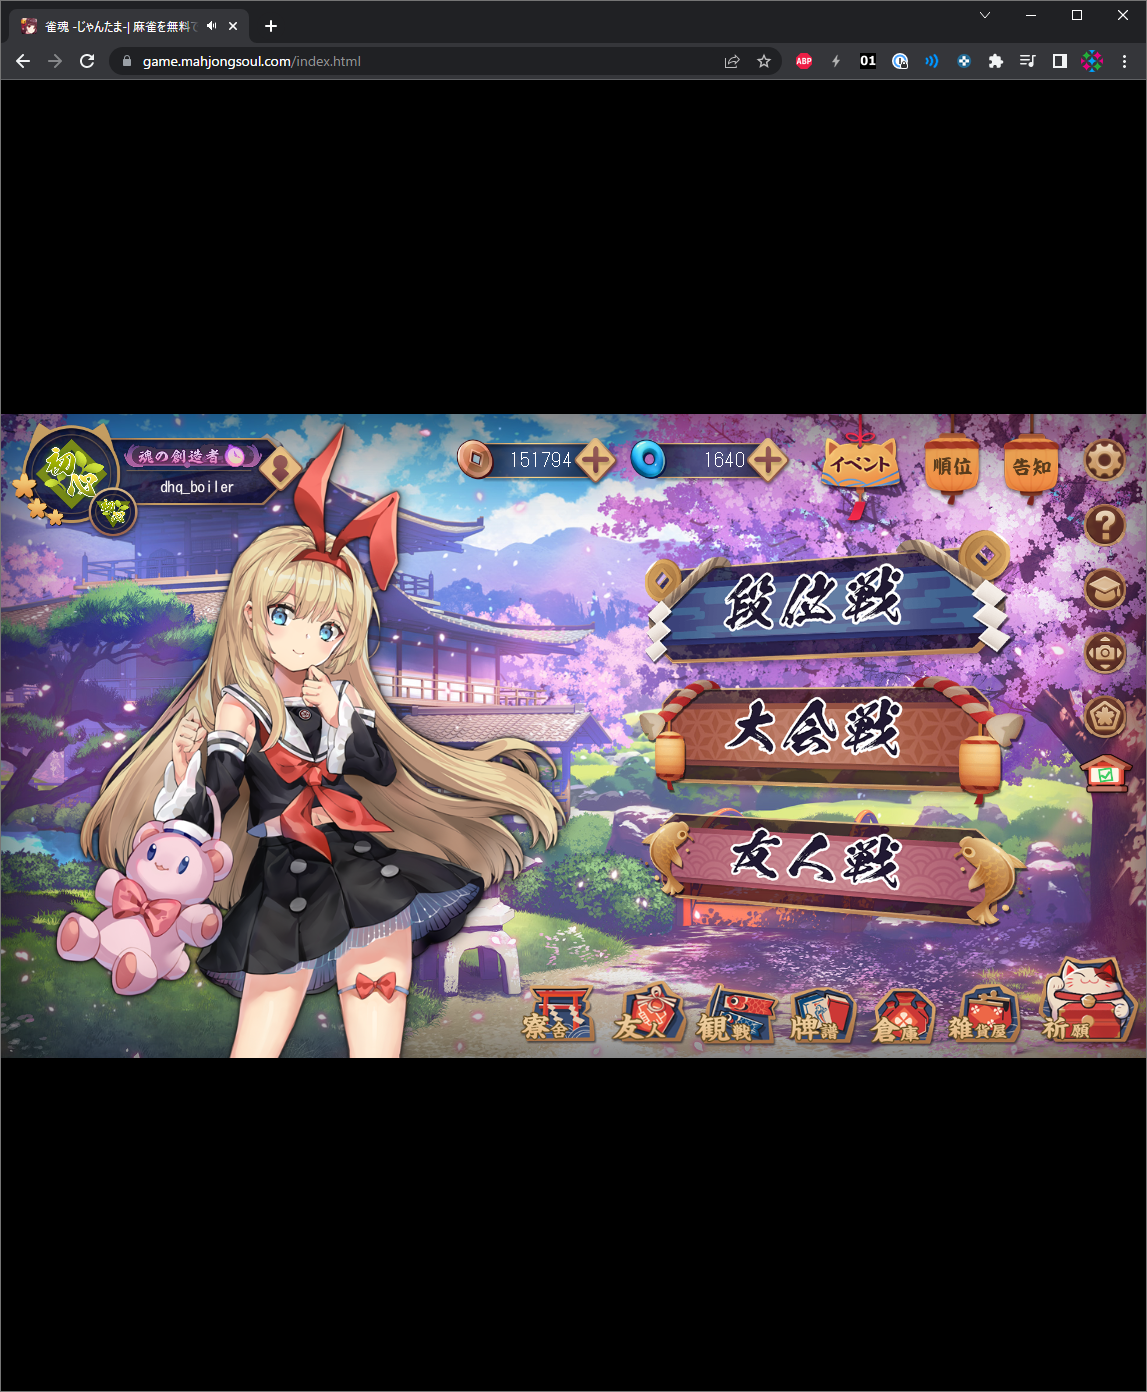 雀魂 -じゃんたま-| 麻雀を無料で
game.mahjongsoul.com/index.html
ABP
01
初心
魂の創造者
dhq_boiler
151794
1640
イベント
順位
告知
段位戦
大会戦
友人戦
寮舎
友人
観戦
牌譜
倉庫
雑貨屋
祈願